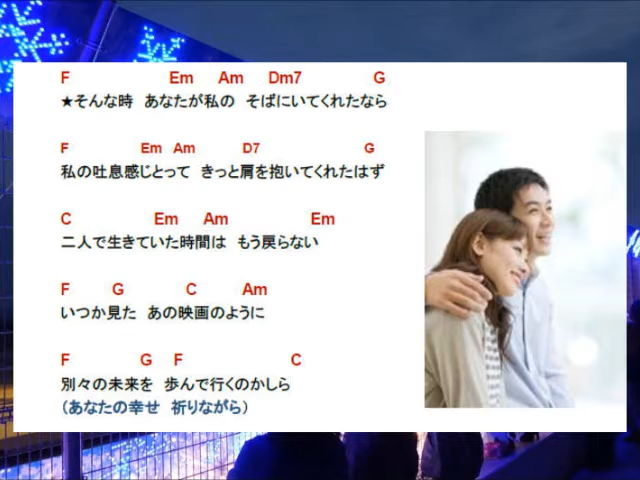 F Em Am Dm7 G
★そんな時 あなたが私の そばにいてくれたなら
F Em Am D7 G
私の吐息感じとって きっと肩を抱いてくれたはず
C Em Am Em
二人で生きていた時間は もう戻らない
F G C Am
いつか見た あの映画のように
F G F C
別々の未来を 歩んで行くのかしら
（あなたの幸せ 祈りながら）